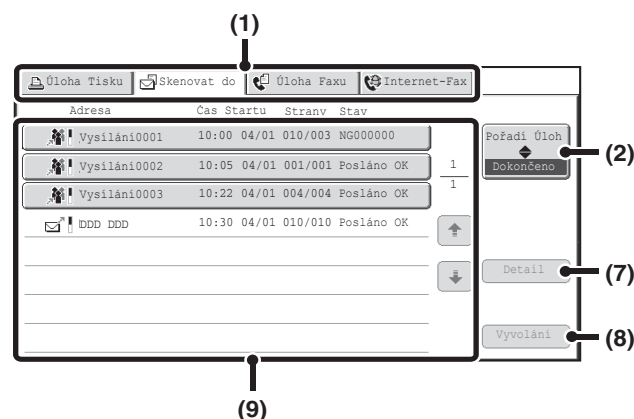 (1)
Úloha Tisku Skenovat do Úloha Faxu Internet-Fax
Adresa Čas Startu Strany Stav
Vysílání0001 10:00 04/01 010/003 NG000000
Vysílání0002 10:05 04/01 001/001 Posláno OK
Vysílání0003 10:22 04/01 004/004 Posláno OK
DDD DDD 10:30 04/01 010/010 Posláno OK
1
1
Pořadí Úloh
Dokončeno
(2)
Detail
(7)
Vyvolání
(8)
(9)